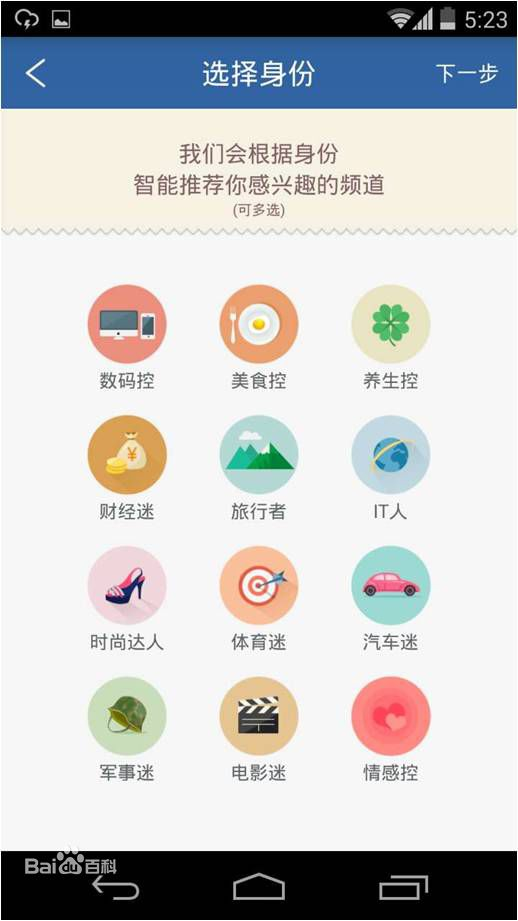 5:23
选择身份
下一步
我们会根据身份
智能推荐你感兴趣的频道
(可多选)
数码控
美食控
养生控
¥
财经迷
旅行者
IT人
时尚达人
体育迷
汽车迷
军事迷
电影迷
情感控
Bai du 百科